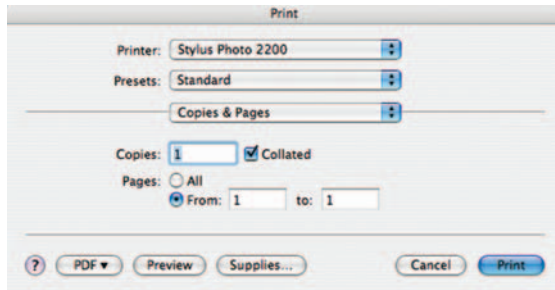 Print
Printer: Stylus Photo 2200
Presets: Standard
Copies & Pages
Copies: 1 Collated
Pages: All
From: 1 to: 1
? PDF Preview Supplies... Cancel Print